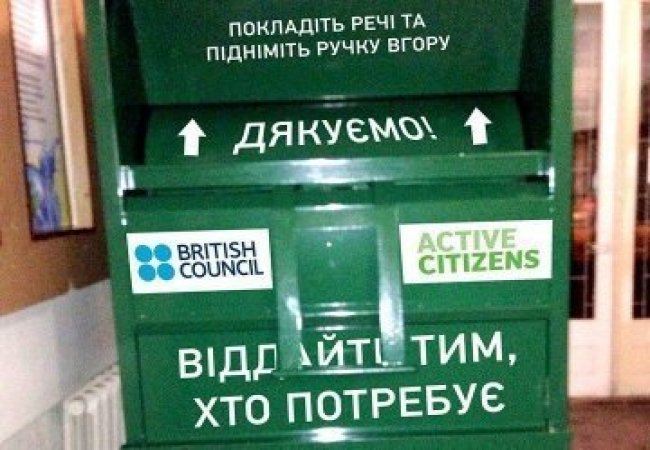 ПОКЛАДІТЬ РЕЧІ ТА
ПІДНІМІТЬ РУЧКУ ВГОРУ
ДЯКУЄМО!
BRITISH
COUNCIL
ACTIVE
CITIZENS
ВІДДАЙТЕ ТИМ,
ХТО ПОТРЕБУЄ